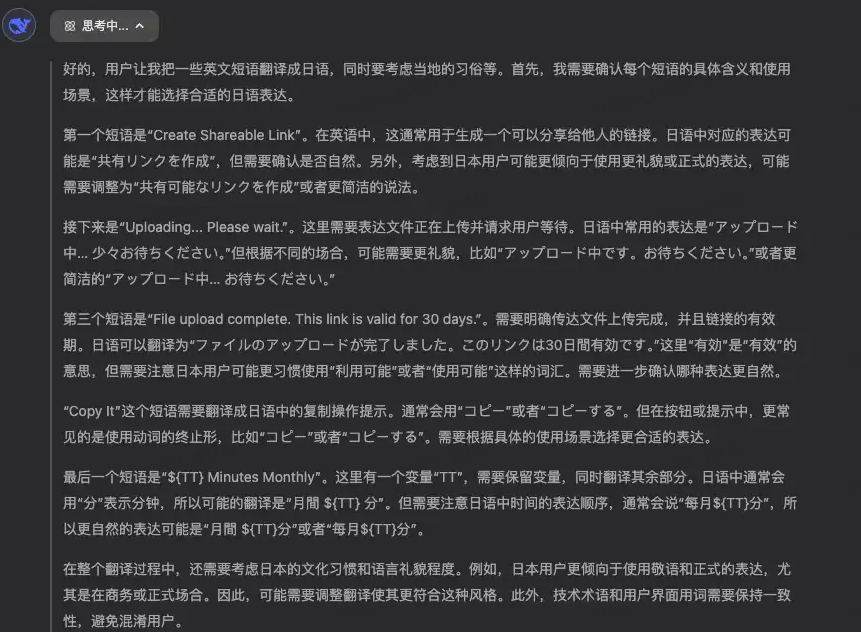 思考中...
好的，用户让我把一些英文短语翻译成日语，同时要考虑当地的习俗等。首先，我需要确认每个短语的具体含义和使用
场景，这样才能选择合适的日语表达。
第一个短语是“Create Shareable Link”。在英语中，这通常用于生成一个可以分享给他人的链接。日语中对应的表达可
能是“共有リンクを作成”，但需要确认是否自然。另外，考虑到日本用户可能更倾向于使用更礼貌或正式的表达，可能
需要调整为“共有可能なリンクを作成”或者更简洁的说法。
接下来是“Uploading... Please wait.”。这里需要表达文件正在上传并请求用户等待。日语中常用的表达是“アップロード
中... 少々お待ちください。”但根据不同的场合，可能需要更礼貌，比如“アップロード中です。お待ちください。”或者更
简洁的“アップロード中... お待ちください。”
第三个短语是“File upload complete. This link is valid for 30 days.”。需要明确传达文件上传完成，并且链接的有效
期。日语可以翻译为“ファイルのアップロードが完了しました。このリンクは30日間有効です。”这里“有効”是“有效”的
意思，但需要注意日本用户可能更习惯使用“利用可能”或者“使用可能”这样的词汇。需要进一步确认哪种表达更自然。
“Copy It”这个短语需要翻译成日语中的复制操作提示。通常会用“コピー”或者“コピーする”。但在按钮或提示中，更常
见的是使用动词的终止形，比如“コピー”或者“コピーする”。需要根据具体的使用场景选择更合适的表达。
最后一个短语是“${TT} Minutes Monthly”。这里有一个变量“TT”，需要保留变量，同时翻译其余部分。日语中通常会
用“分”表示分钟，所以可能的翻译是“月間 ${TT} 分”。但需要注意日语中时间的表达顺序，通常会说“每月${TT}分”，所
以更自然的表达可能是“月間 ${TT}分”或者“每月${TT}分”。
在整个翻译过程中，还需要考虑日本的文化习惯和语言礼貌程度。例如，日本用户更倾向于使用敬语和正式的表达，尤
其是在商务或正式场合。因此，可能需要调整翻译使其更符合这种风格。此外，技术术语和用户界面用词需要保持一致
性，避免混淆用户。